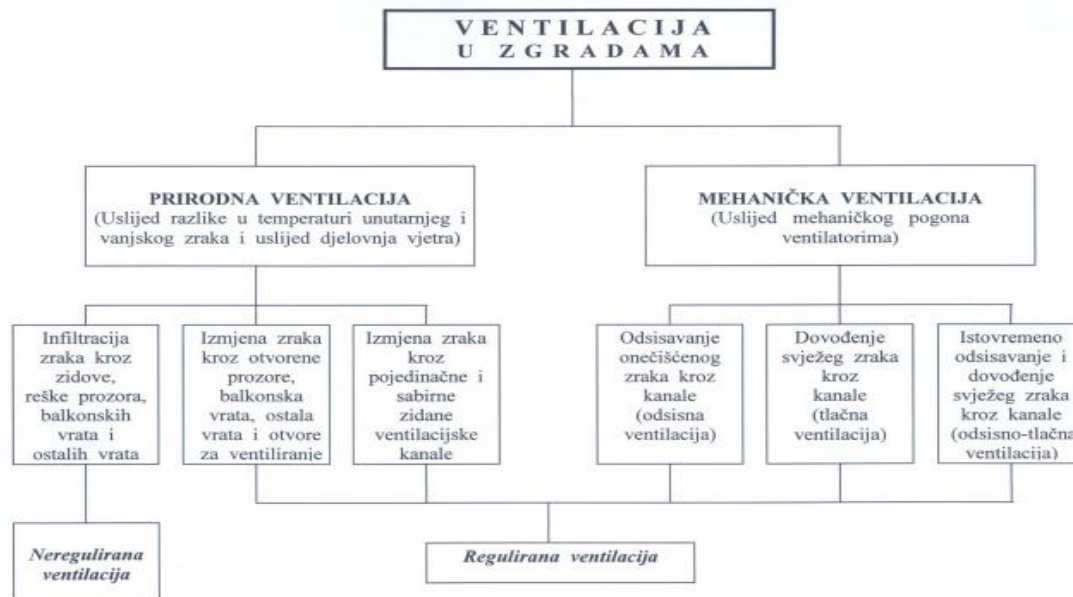 VENTILACIJA
U ZGRADAMA
PRIRODNA VENTILACIJA
(Uslijed razlike u temperaturi unutarnjeg i
vanjskog zraka i uslijed djelovnja vjetra)
MEHANIČKA VENTILACIJA
(Uslijed mehaničkog pogona
ventilatorima)
Infiltracija
zraka kroz
zidove,
reške prozora,
balkonskih
vrata i
ostalih vrata
Izmjena zraka
kroz otvorene
prozore,
balkonska
vrata, ostala
vrata i otvore
za ventiliranje
Izmjena zraka
kroz
pojedinačne i
sabirne
zidane
ventilacijske
kanale
Odsisavanje
onečišćenog
zraka kroz
kanale
(odsisna
ventilacija)
Dovođenje
svježeg zraka
kroz
kanale
(tlačna
ventilacija)
Istovremeno
odsisavanje i
dovođenje
svježeg zraka
kroz kanale
(odsisno-tlačna
ventilacija)
Neregulirana
ventilacija
Regulirana ventilacija